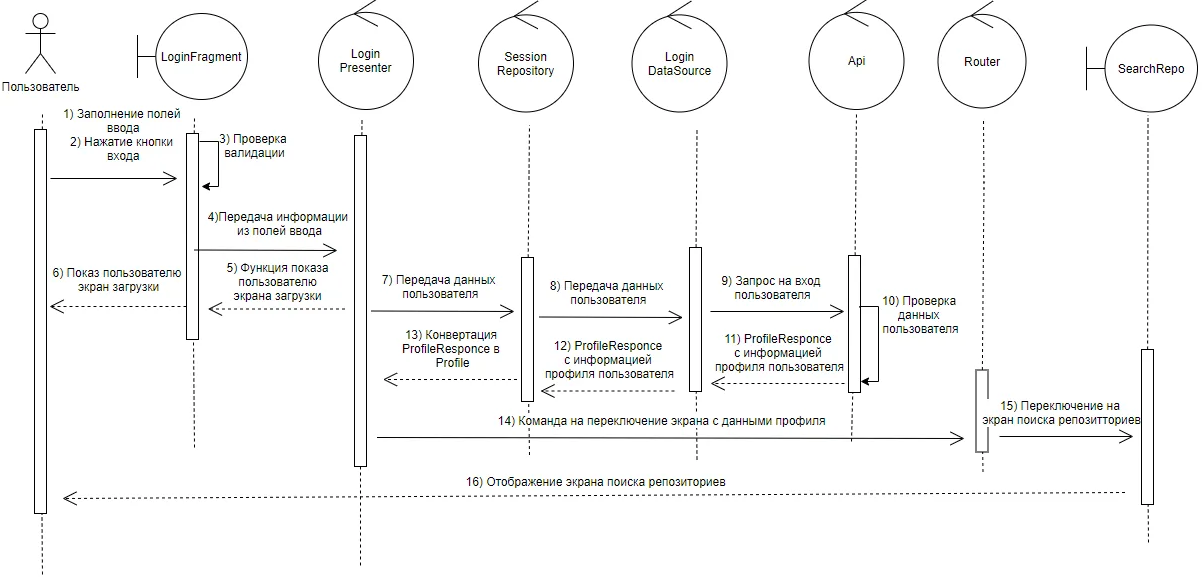 Пользователь
LoginFragment
Login
Presenter
Session
Repository
Login
DataSource
Api
Router
SearchRepo
1) Заполнение полей
ввода
2) Нажатие кнопки
входа
3) Проверка
валидации
4)Передача информации
из полей ввода
5) Функция показа
пользователю
экрана загрузки
6) Показ пользователю
экран загрузки
7) Передача данных
пользователя
8) Передача данных
пользователя
9) Запрос на вход
пользователя
10) Проверка
данных
пользователя
11) ProfileResponce
с информацией
профиля пользователя
12) ProfileResponce
с информацией
профиля пользователя
13) Конвертация
ProfileResponce в
Profile
14) Команда на переключение экрана с данными профиля
15) Переключение на
экран поиска репозитториев
16) Отображение экрана поиска репозиториев